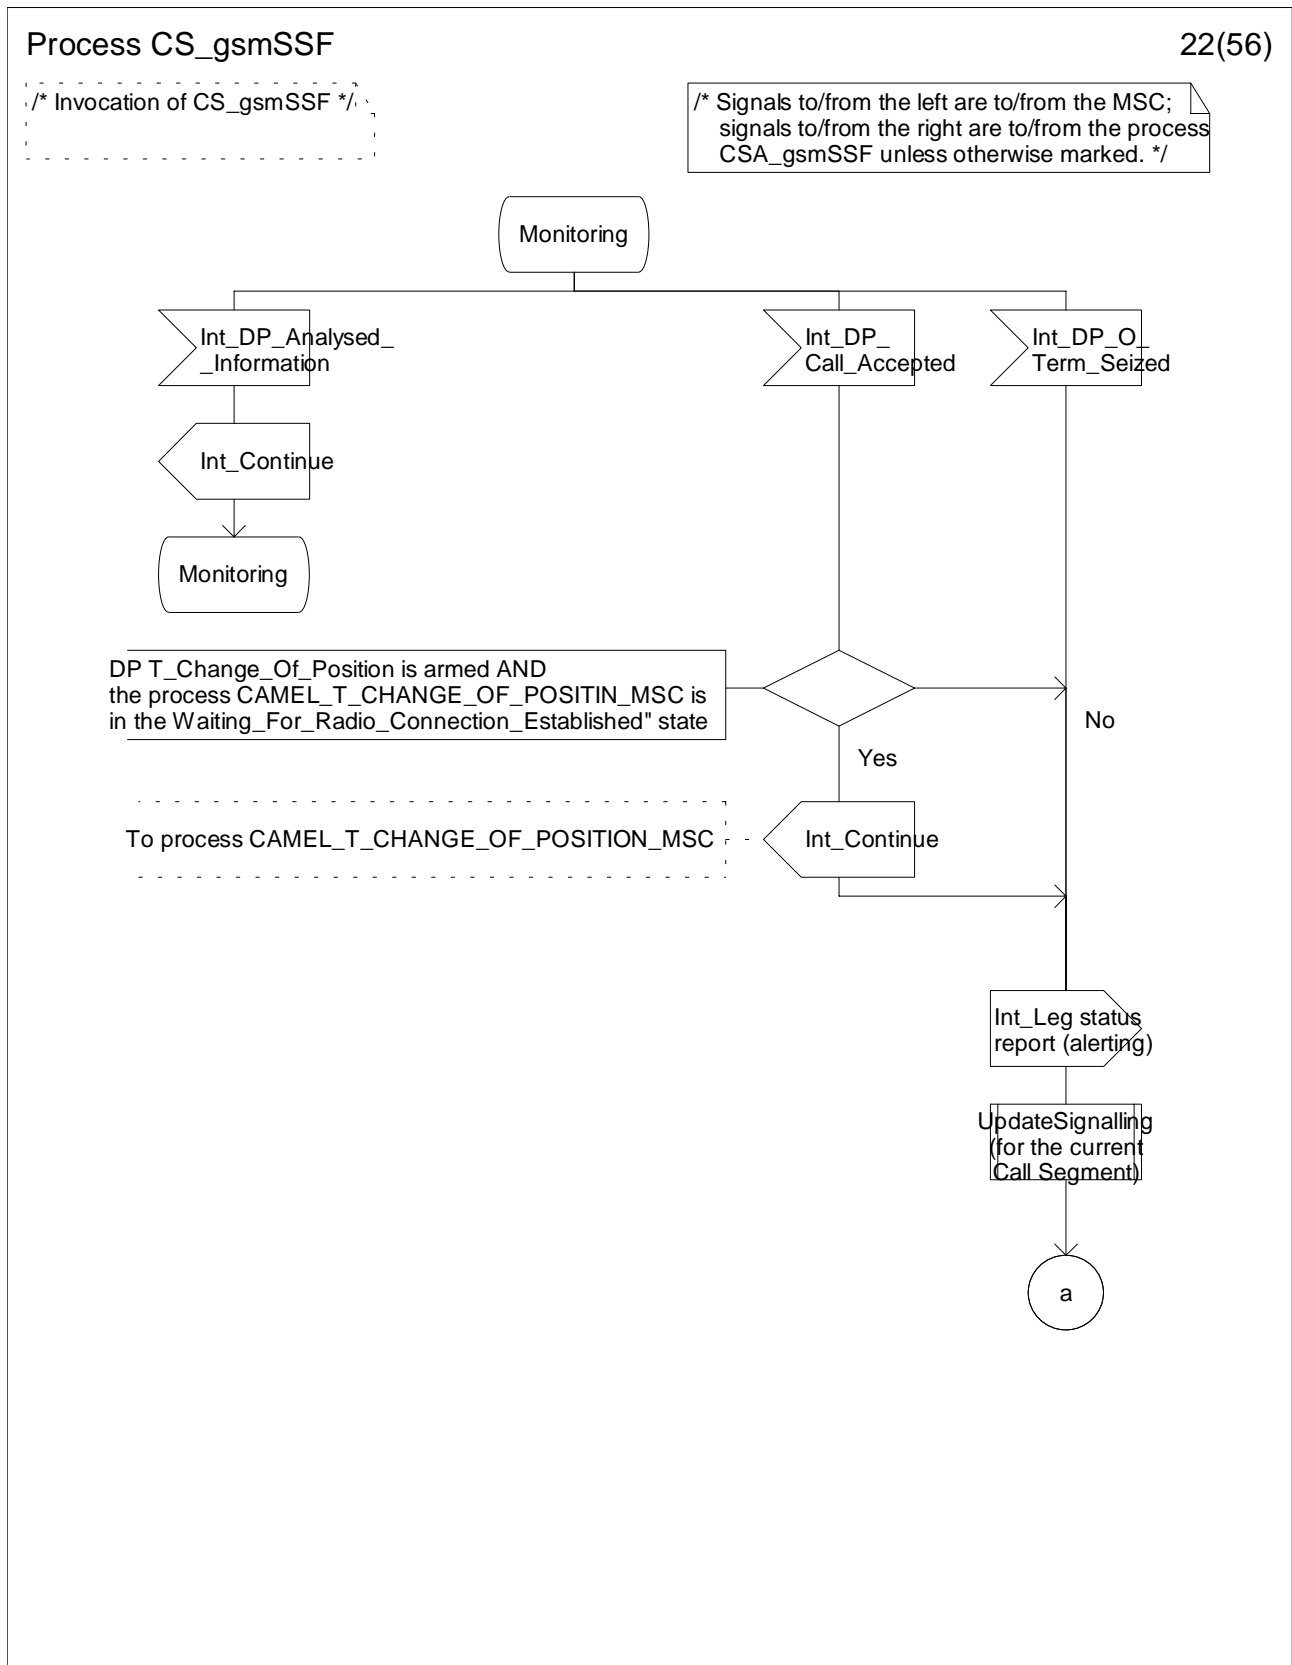 Process CS_gsmSSF
22(56)
/* Invocation of CS_gsmSSF */
/* Signals to/from the left are to/from the MSC;
signals to/from the right are to/from the process
CSA_gsmSSF unless otherwise marked. */
Monitoring
Int_DP_Analysed_
_Information
Int_DP_
Call_Accepted
Int_DP_O_
Term_Seized
Int_Continue
Monitoring
DP T_Change_Of_Position is armed AND
the process CAMEL_T_CHANGE_OF_POSITIN_MSC is
in the Waiting_For_Radio_Connection_Established" state
No
Yes
To process CAMEL_T_CHANGE_OF_POSITION_MSC
Int_Continue
Int_Leg status
report (alerting)
UpdateSignalling
(for the current
Call Segment)
a